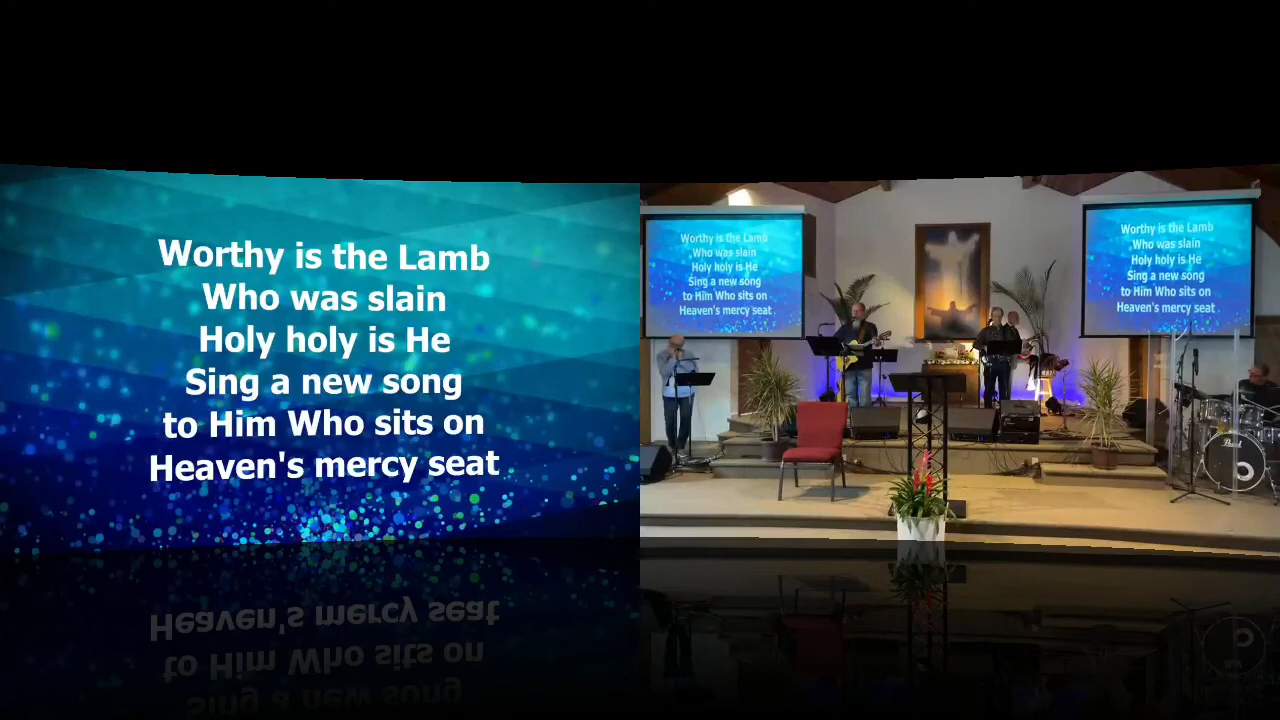 Worthy is the Lamb
Who was slain
Holy holy is He
Sing a new song
to Him Who sits on
Heaven's mercy seat
Worthy is the Lamb
Who was slain
Holy holy is He
Sing a new song
to Him Who sits on
Heaven's mercy seat
Worthy is the Lamb
Who was slain
Holy holy is He
Sing a new song
to Him Who sits on
Heaven's mercy seat
Pearl